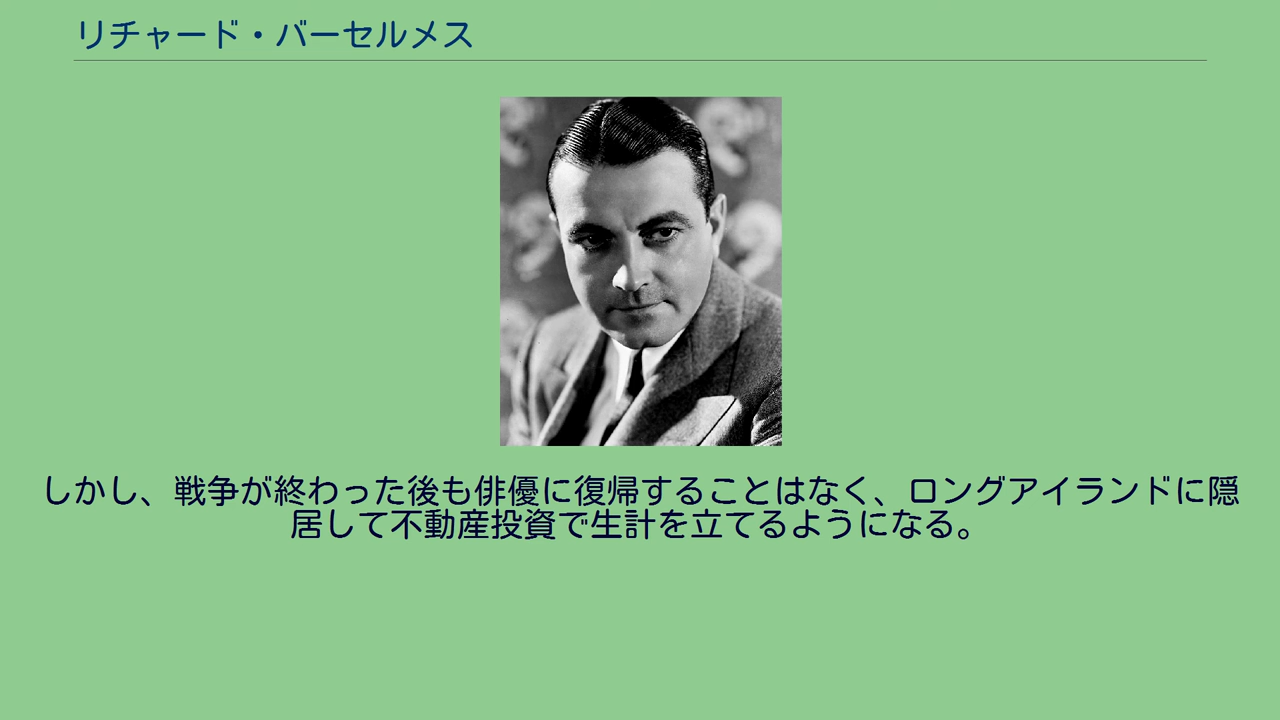 リチャード・バーセルメス
しかし、戦争が終わった後も俳優に復帰することはなく、ロングアイランドに隠
居して不動産投資で生計を立てるようになる。